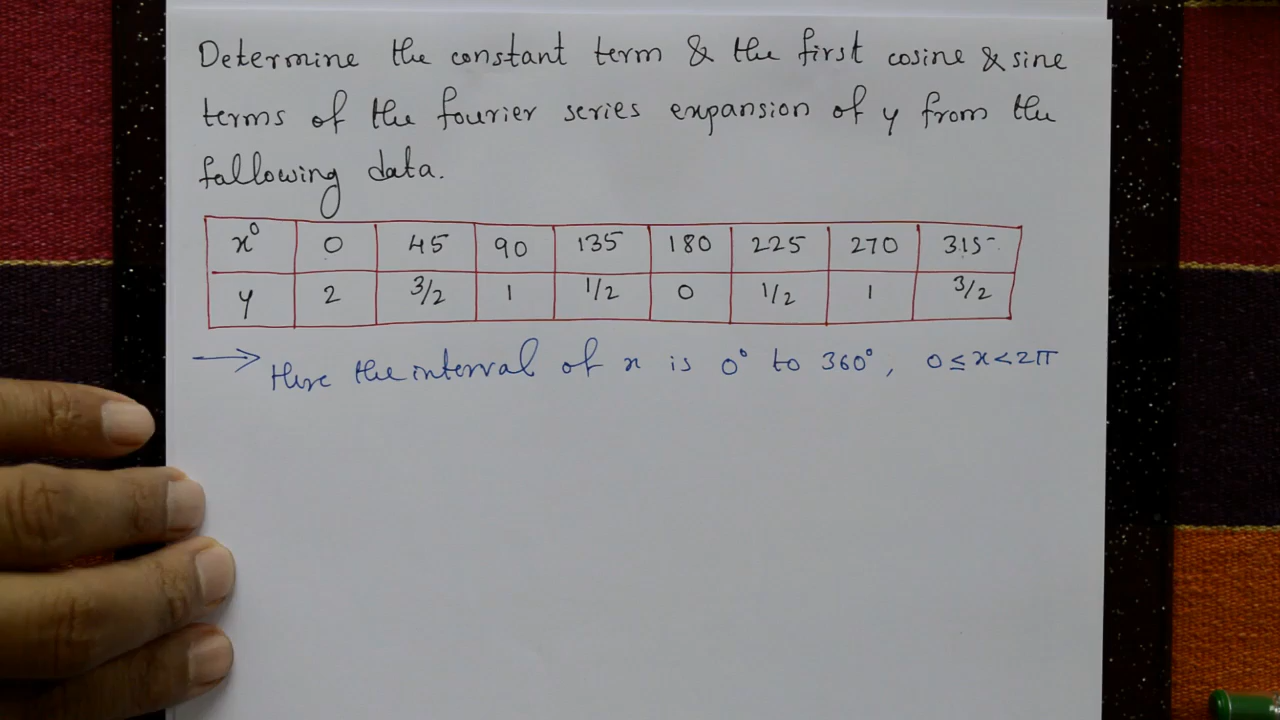 Determine the constant term & the first cosine & sine
terms of the fourier series expansion of y from the
following data.
x⁰ 0 45 90 135 180 225 270 315
y 2 3/2 1 1/2 0 1/2 1 3/2
→ Here the interval of x is 0° to 360°, 0 ≤ x < 2π